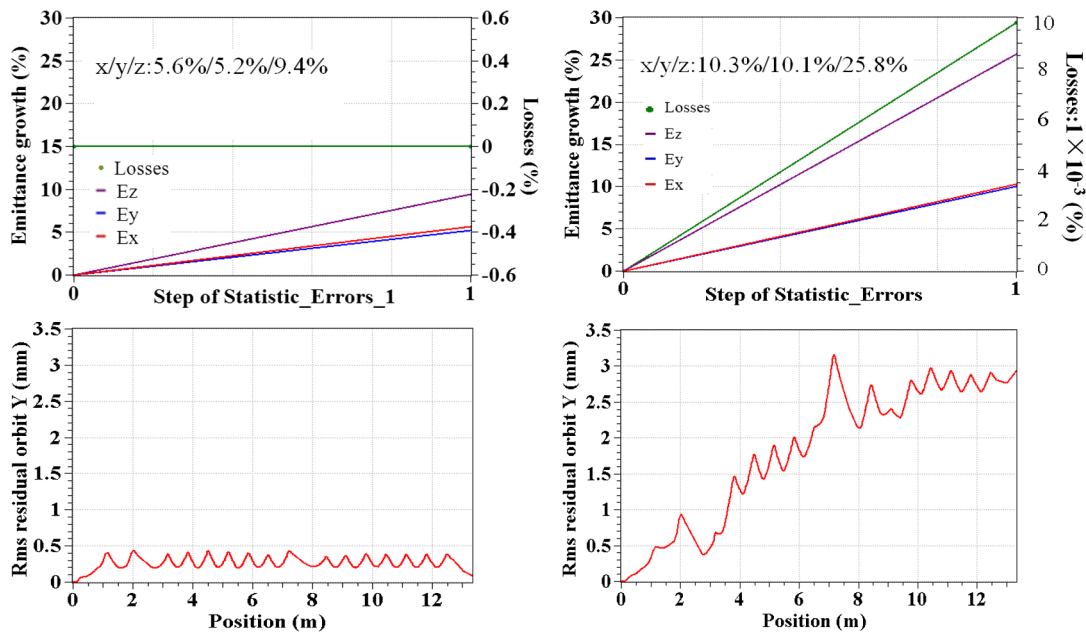 30
25
20
15
10
5
0
Emittance growth (%)
x/y/z:5.6%/5.2%/9.4%
Losses
Ez
Ey
Ex
0.6
0.4
0.2
0
-0.2
-0.4
-0.6
Losses (%)
0
1
Step of Statistic_Errors_1
30
25
20
15
10
5
0
Emittance growth (%)
x/y/z:10.3%/10.1%/25.8%
Losses
Ez
Ey
Ex
10
8
6
4
2
0
Losses:1×10-3 (%)
0
1
Step of Statistic_Errors
3.5
3
2.5
2
1.5
1
0.5
0
Rms residual orbit Y (mm)
0 2 4 6 8 10 12
Position (m)
3.5
3
2.5
2
1.5
1
0.5
0
Rms residual orbit Y (mm)
0 2 4 6 8 10 12
Position (m)